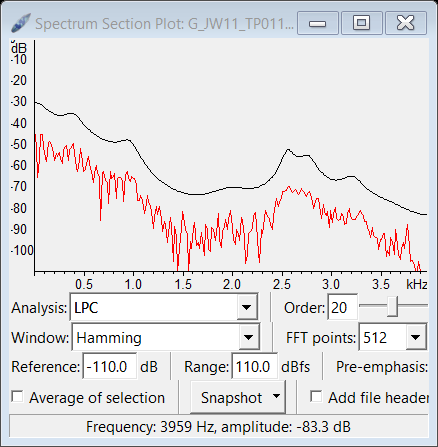 Spectrum Section Plot: G_JW11_TP011...
dB
-10
-20
-30
-40
-50
-60
-70
-80
-90
-100
0.5 1.0 1.5 2.0 2.5 3.0 3.5 kHz
Analysis: LPC Order: 20
Window: Hamming FFT points: 512
Reference: -110.0 dB Range: 110.0 dBfs Pre-emphasis:
Average of selection Snapshot Add file header
Frequency: 3959 Hz, amplitude: -83.3 dB